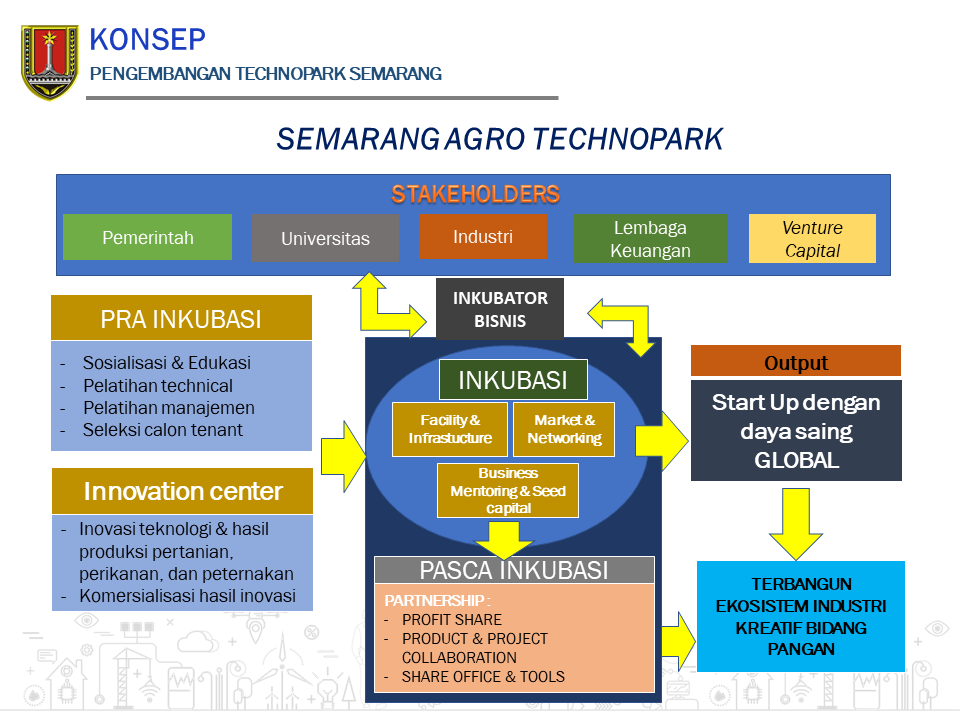 KONSEP
PENGEMBANGAN TECHNOPARK SEMARANG
SEMARANG AGRO TECHNOPARK
STAKEHOLDERS
Pemerintah
Universitas
Industri
Lembaga
Keuangan
Venture
Capital
INKUBATOR
BISNIS
PRA INKUBASI
- Sosialisasi & Edukasi
- Pelatihan technical
- Pelatihan manajemen
- Seleksi calon tenant
Innovation center
- Inovasi teknologi & hasil
produksi pertanian,
perikanan, dan peternakan
- Komersialisasi hasil inovasi
INKUBASI
Facility &
Infrastucture
Market &
Networking
Business
Mentoring & Seed
capital
PASCA INKUBASI
PARTNERSHIP :
- PROFIT SHARE
- PRODUCT & PROJECT
COLLABORATION
- SHARE OFFICE & TOOLS
Output
Start Up dengan
daya saing
GLOBAL
TERBANGUN
EKOSISTEM INDUSTRI
KREATIF BIDANG
PANGAN